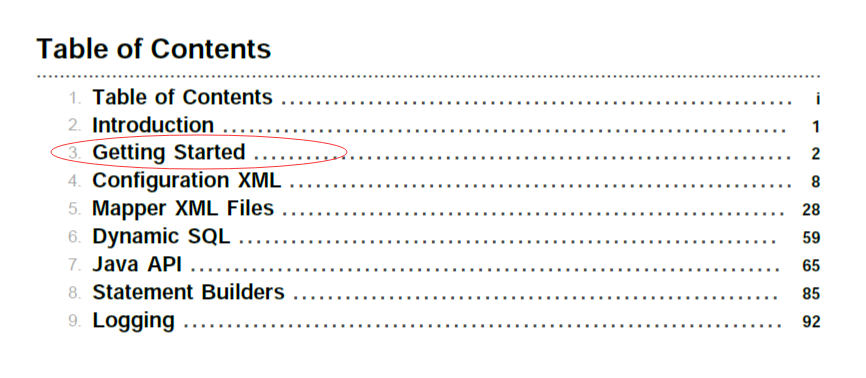 Table of Contents
1. Table of Contents ........................................................... i
2. Introduction ................................................................. 1
3. Getting Started .............................................................. 2
4. Configuration XML .......................................................... 8
5. Mapper XML Files .......................................................... 28
6. Dynamic SQL ............................................................... 59
7. Java API ..................................................................... 65
8. Statement Builders ........................................................ 85
9. Logging ...................................................................... 92